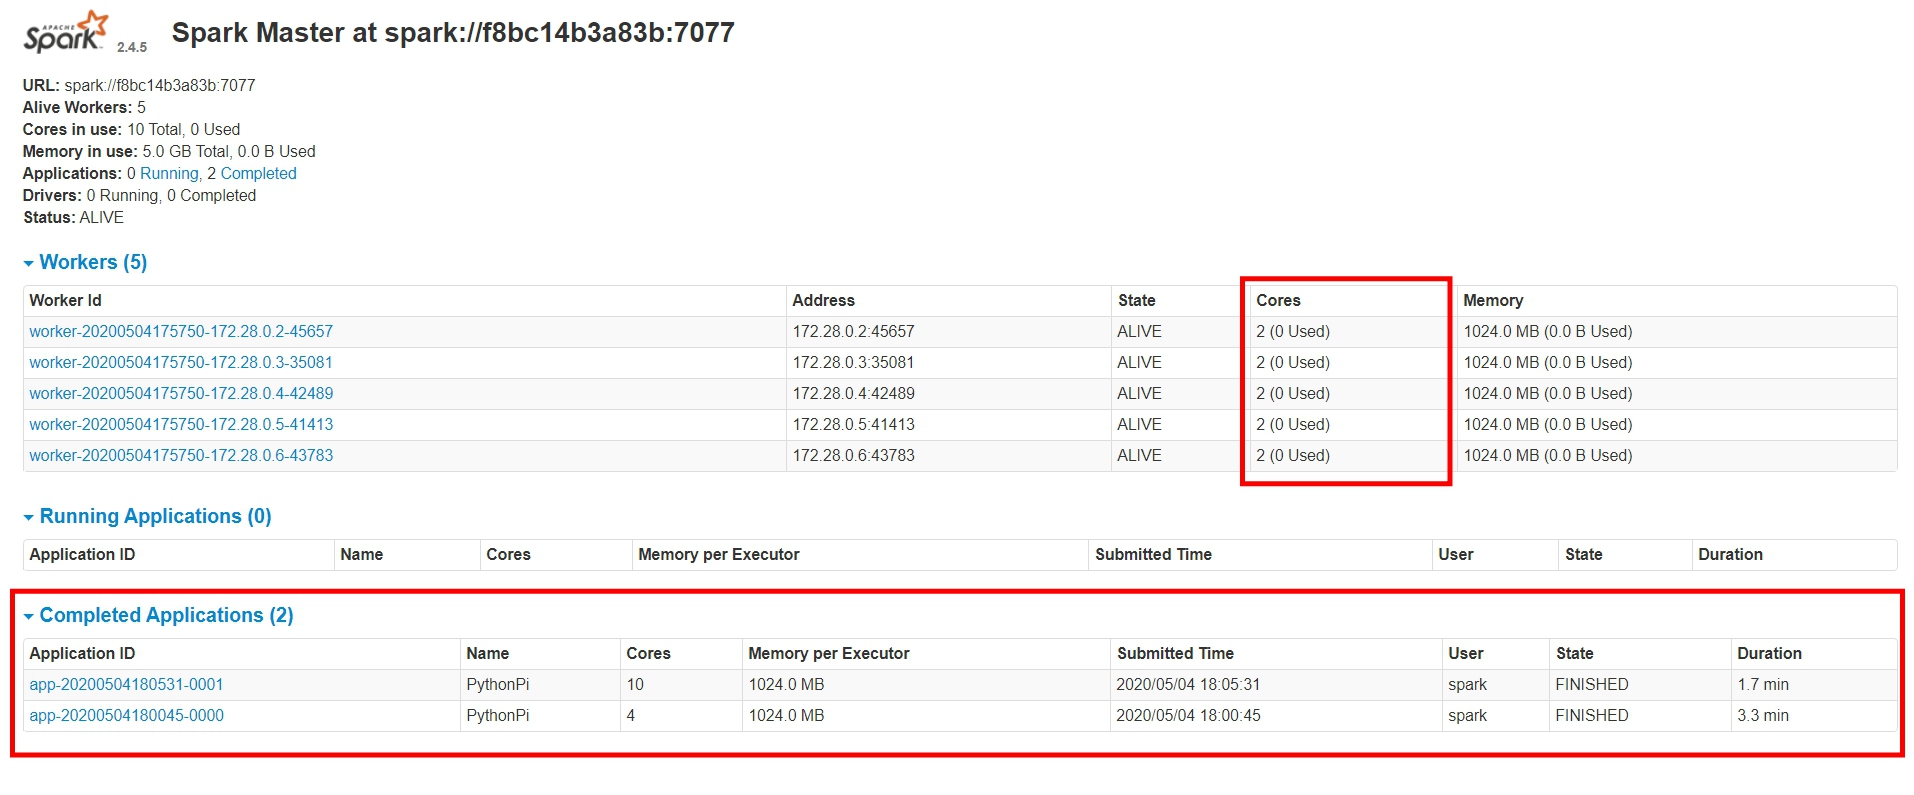 APACHE
Spark 2.4.5 Spark Master at spark://f8bc14b3a83b:7077
URL: spark://f8bc14b3a83b:7077
Alive Workers: 5
Cores in use: 10 Total, 0 Used
Memory in use: 5.0 GB Total, 0.0 B Used
Applications: 0 Running, 2 Completed
Drivers: 0 Running, 0 Completed
Status: ALIVE
Workers (5)
Worker Id Address State Cores Memory
worker-20200504175750-172.28.0.2-45657 172.28.0.2:45657 ALIVE 2 (0 Used) 1024.0 MB (0.0 B Used)
worker-20200504175750-172.28.0.3-35081 172.28.0.3:35081 ALIVE 2 (0 Used) 1024.0 MB (0.0 B Used)
worker-20200504175750-172.28.0.4-42489 172.28.0.4:42489 ALIVE 2 (0 Used) 1024.0 MB (0.0 B Used)
worker-20200504175750-172.28.0.5-41413 172.28.0.5:41413 ALIVE 2 (0 Used) 1024.0 MB (0.0 B Used)
worker-20200504175750-172.28.0.6-43783 172.28.0.6:43783 ALIVE 2 (0 Used) 1024.0 MB (0.0 B Used)
Running Applications (0)
Application ID Name Cores Memory per Executor Submitted Time User State Duration
Completed Applications (2)
Application ID Name Cores Memory per Executor Submitted Time User State Duration
app-20200504180531-0001 PythonPi 10 1024.0 MB 2020/05/04 18:05:31 spark FINISHED 1.7 min
app-20200504180045-0000 PythonPi 4 1024.0 MB 2020/05/04 18:00:45 spark FINISHED 3.3 min